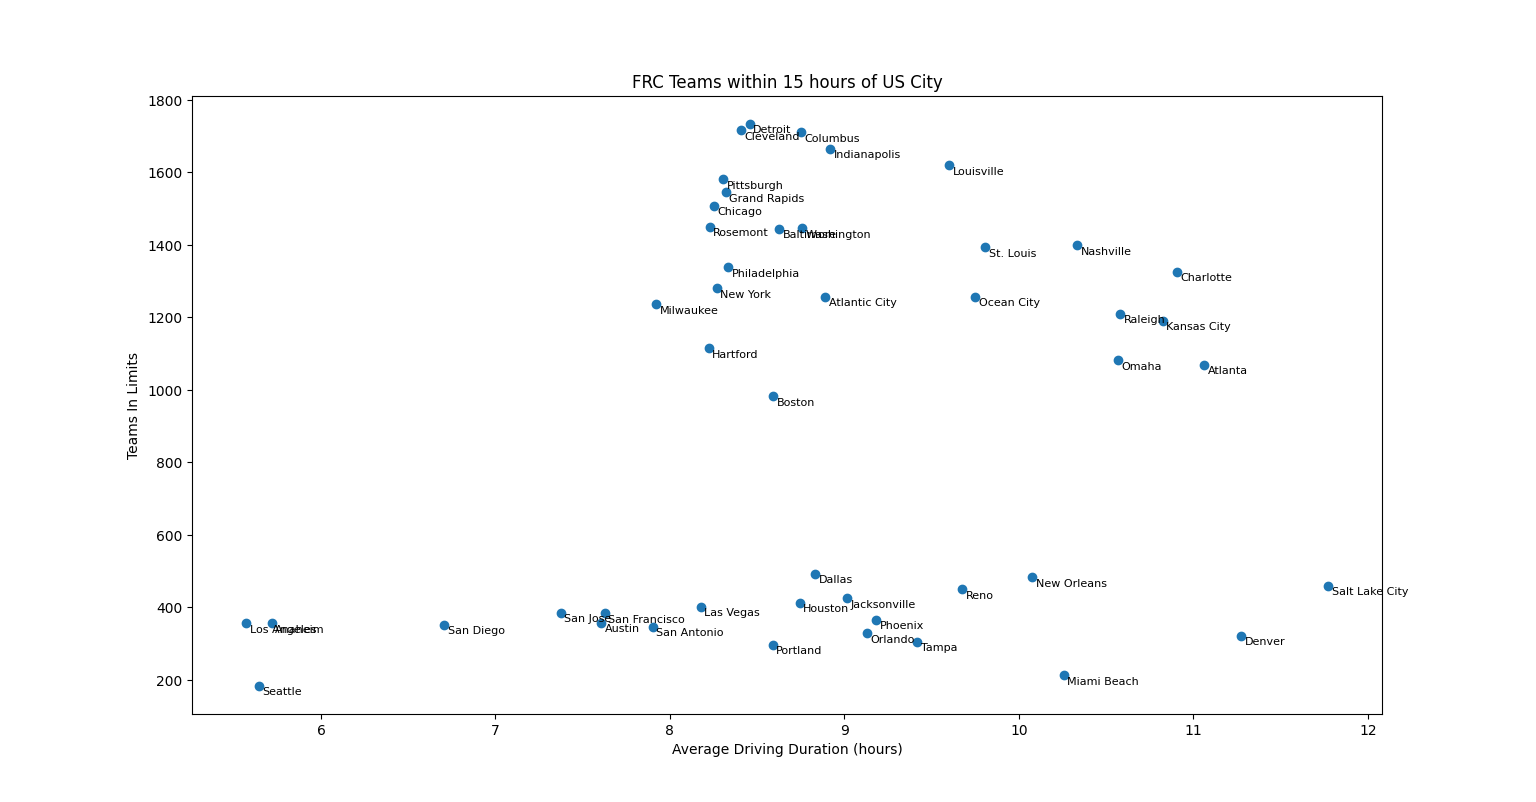 FRC Teams within 15 hours of US City
1800
1600
1400
1200
1000
800
600
400
200
Teams In Limits
Detroit
Cleveland
Columbus
Indianapolis
Louisville
Pittsburgh
Grand Rapids
Chicago
Rosemont
Baltimore
Washington
St. Louis
Nashville
Philadelphia
Charlotte
New York
Atlantic City
Ocean City
Milwaukee
Raleigh
Kansas City
Hartford
Omaha
Atlanta
Boston
Dallas
New Orleans
Salt Lake City
Reno
Houston
Jacksonville
Las Vegas
San Jose
San Francisco
Los Angeles
Anaheim
San Diego
Austin
San Antonio
Phoenix
Orlando
Tampa
Denver
Portland
Miami Beach
Seattle
6
7
8
9
10
11
12
Average Driving Duration (hours)